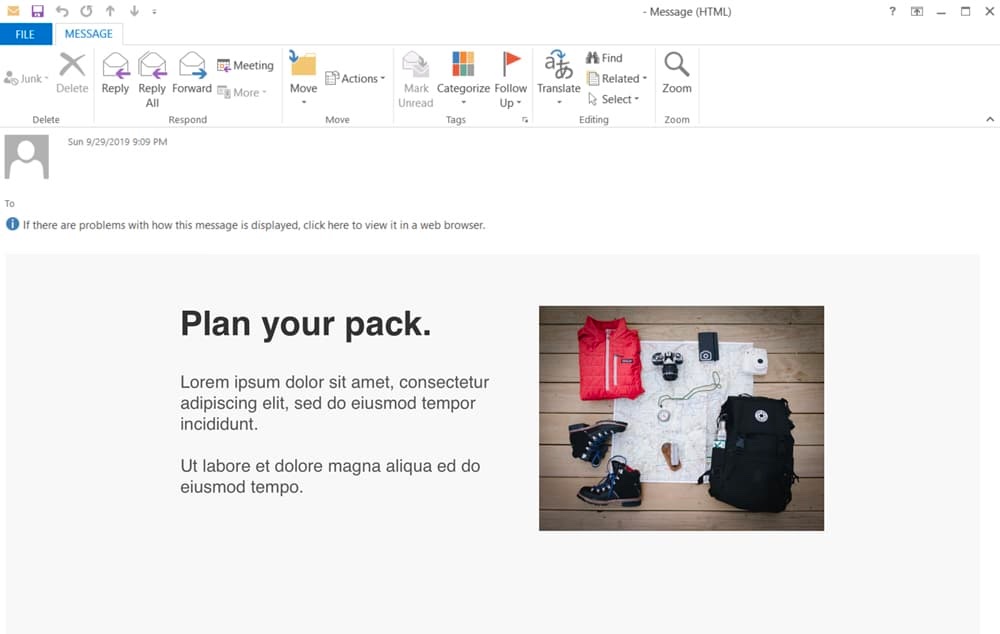 - Message (HTML) ?
FILE MESSAGE
Junk Delete Reply Reply All Forward Meeting More Move Actions Mark Unread Categorize Follow Up Translate Find Related Select Zoom
Delete Respond Move Tags Editing Zoom
Sun 9/29/2019 9:09 PM
To
If there are problems with how this message is displayed, click here to view it in a web browser.
Plan your pack.
Lorem ipsum dolor sit amet, consectetur
adipiscing elit, sed do eiusmod tempor
incididunt.
Ut labore et dolore magna aliqua ed do
eiusmod tempo.